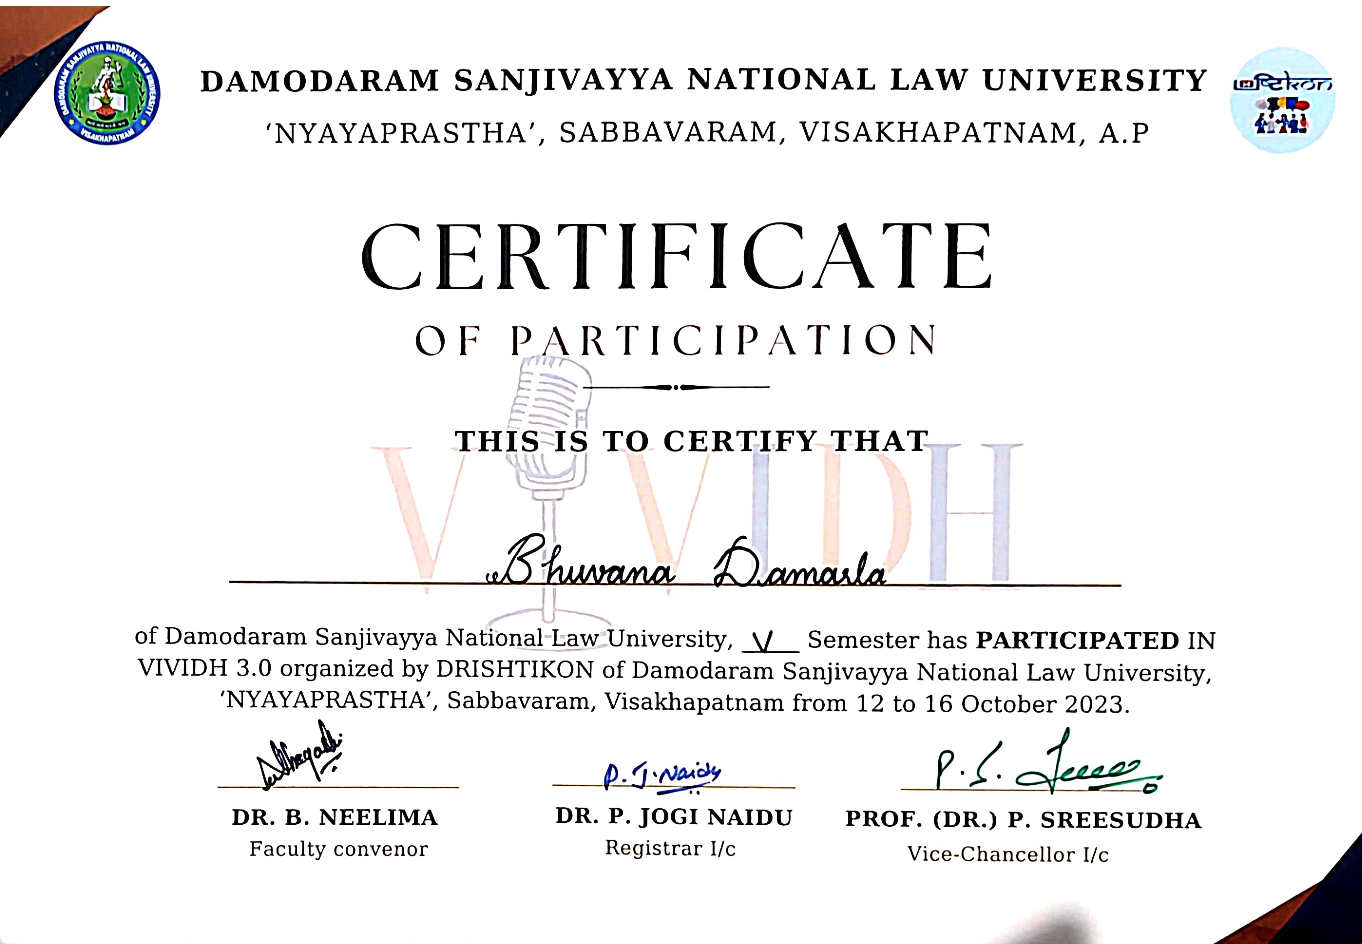 DAMODARAM SANJIVAYYA NATIONAL LAW UNIVERSITY
DAMODARAM SANJIVAYYA NATIONAL LAW UNIVERSITY
VISAKHAPATNAM
'NYAYAPRASTHA', SABBAVARAM, VISAKHAPATNAM, A.P
CERTIFICATE
OF PARTICIPATION
THIS IS TO CERTIFY THAT
VIVIDH
Bhuvana Damarla
of Damodaram Sanjivayya National Law University, V Semester has PARTICIPATED IN
VIVIDH 3.0 organized by DRISHTIKON of Damodaram Sanjivayya National Law University,
'NYAYAPRASTHA', Sabbavaram, Visakhapatnam from 12 to 16 October 2023.
P. J. Naidu
DR. B. NEELIMA
DR. P. JOGI NAIDU
PROF. (DR.) P. SREESUDHA
Faculty convenor
Registrar I/c
Vice-Chancellor I/c